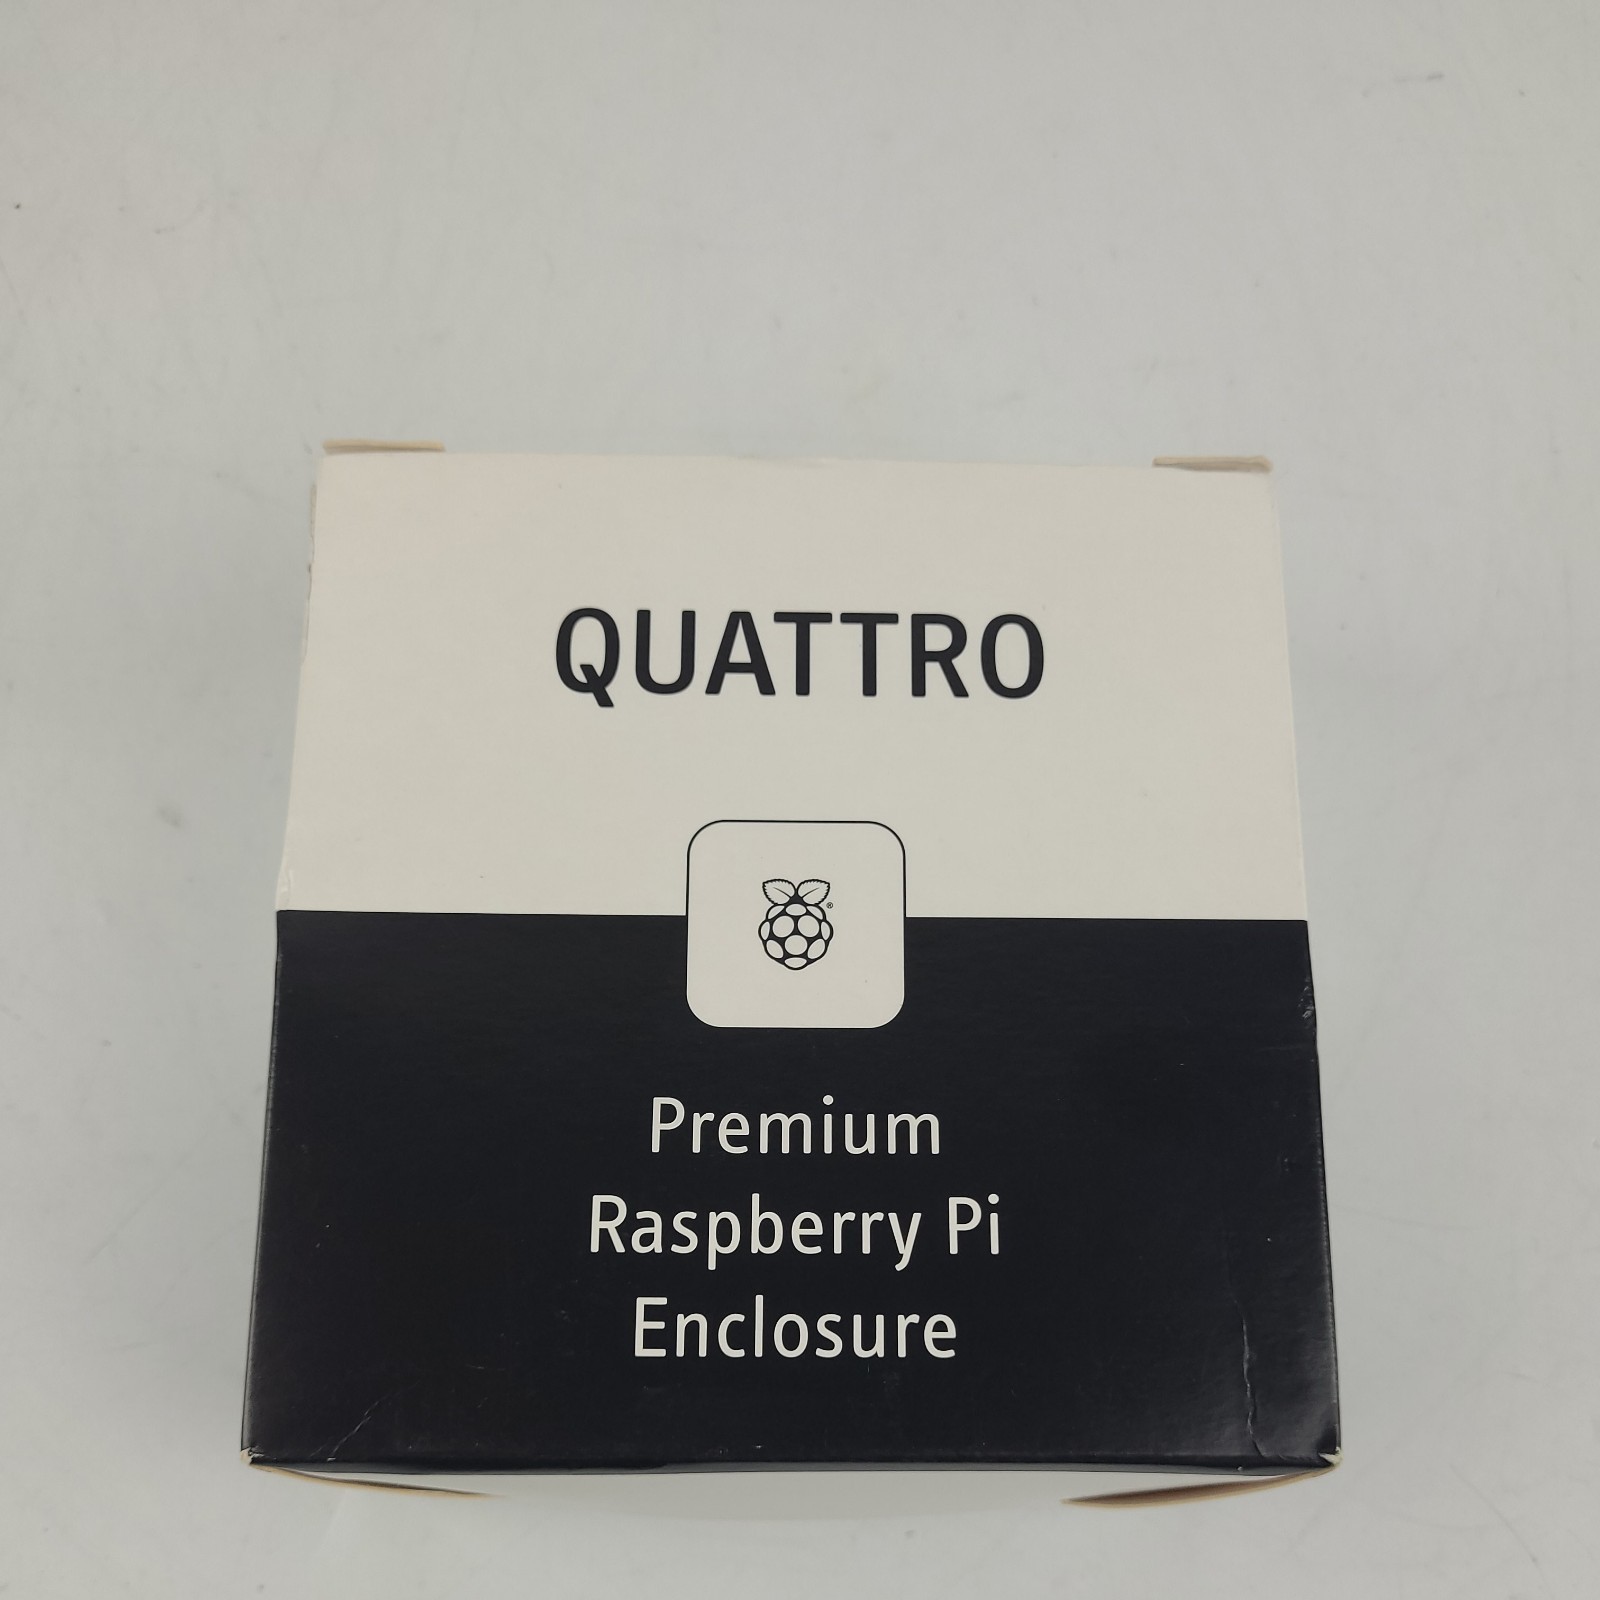 QUATTRO
®
Premium
Raspberry Pi
Enclosure